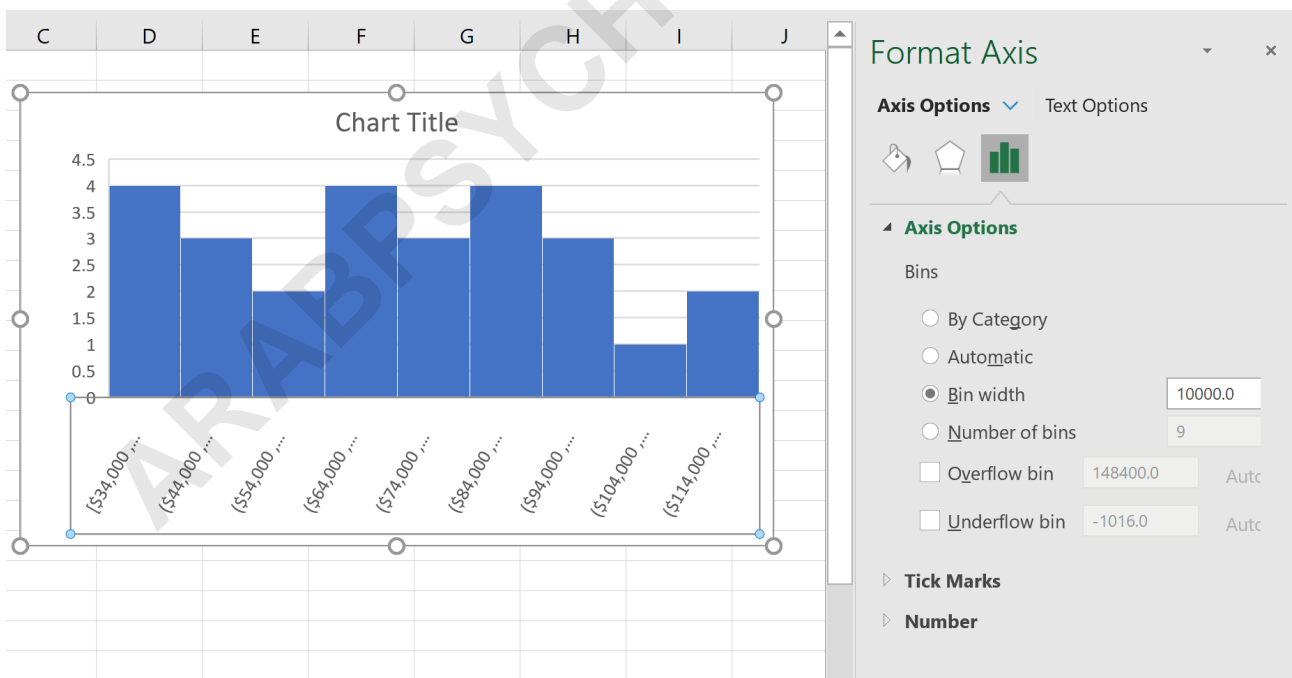 C D E F G H I J
Chart Title
4.5
4
3.5
3
2.5
2
1.5
1
0.5
0
[$34,000 ,... ($44,000 ,... ($54,000 ,... ($64,000 ,... ($74,000 ,... ($84,000 ,... ($94,000 ,... ($104,000 ,... ($114,000 ,...
ARABPSYCH
Format Axis
Axis Options Text Options
Axis Options
Bins
By Category
Automatic
Bin width 10000.0
Number of bins 9
Overflow bin 148400.0 Auto
Underflow bin -1016.0 Auto
Tick Marks
Number